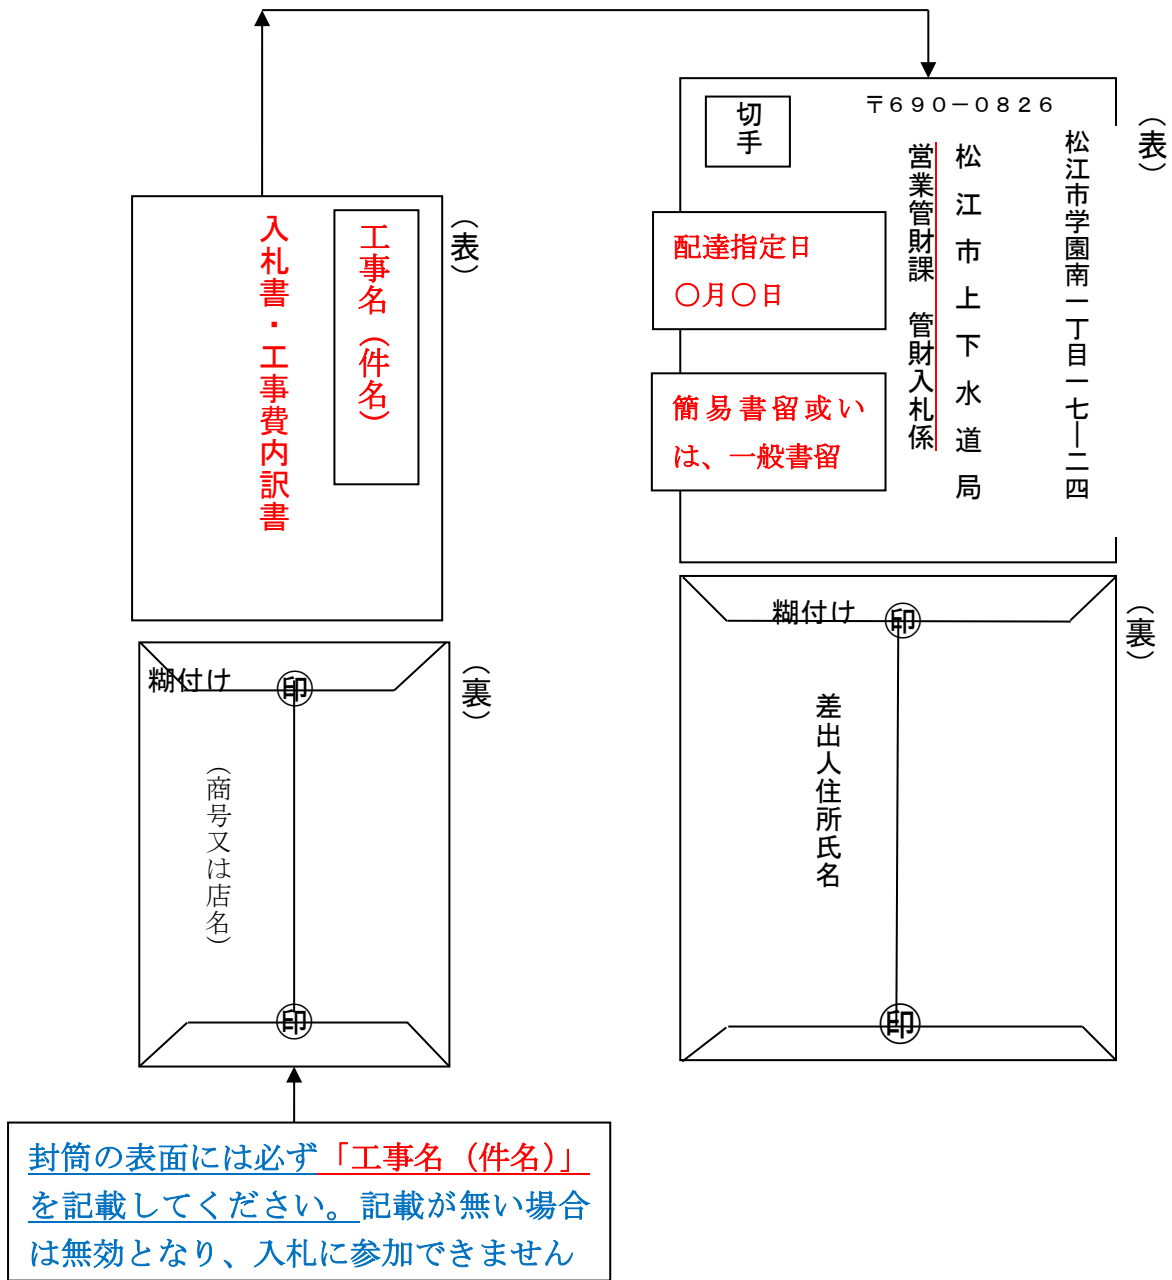 (表)
工事名(件名)
入札書・工事費内訳書
(裏)
糊付け
印
(商号又は店名)
印
封筒の表面には必ず「工事名(件名)」
を記載してください。記載が無い場合
は無効となり、入札に参加できません
(表)
切手
〒690-0826
松江市学園南一丁目一七―二四
松江市上下水道局
営業管財課 管財入札係
配達指定日
〇月〇日
簡易書留或い
は、一般書留
(裏)
糊付け
印
差出人住所氏名
印